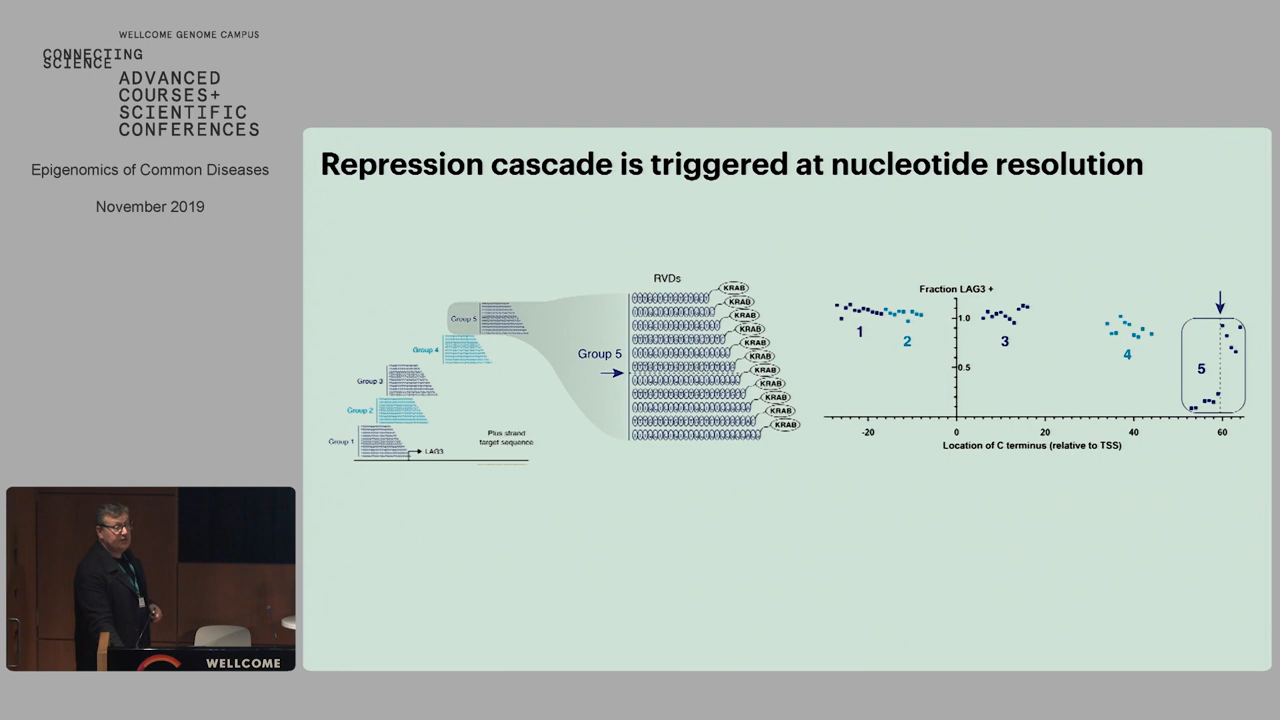 WELLCOME GENOME CAMPUS
CONNECTING
SCIENCE
ADVANCED
COURSES+
SCIENTIFIC
CONFERENCES
Epigenomics of Common Diseases
November 2019
Repression cascade is triggered at nucleotide resolution
Group 5
Group 4
Group 3
Group 2
Group 1
LAG3
Plus strand
target sequence
RVDs
Group 5
KRAB
KRAB
KRAB
KRAB
KRAB
KRAB
KRAB
KRAB
KRAB
KRAB
KRAB
Fraction LAG3 +
1.0
0.5
1
2
3
4
5
-20
0
20
40
60
Location of C terminus (relative to TSS)
WELLCOME